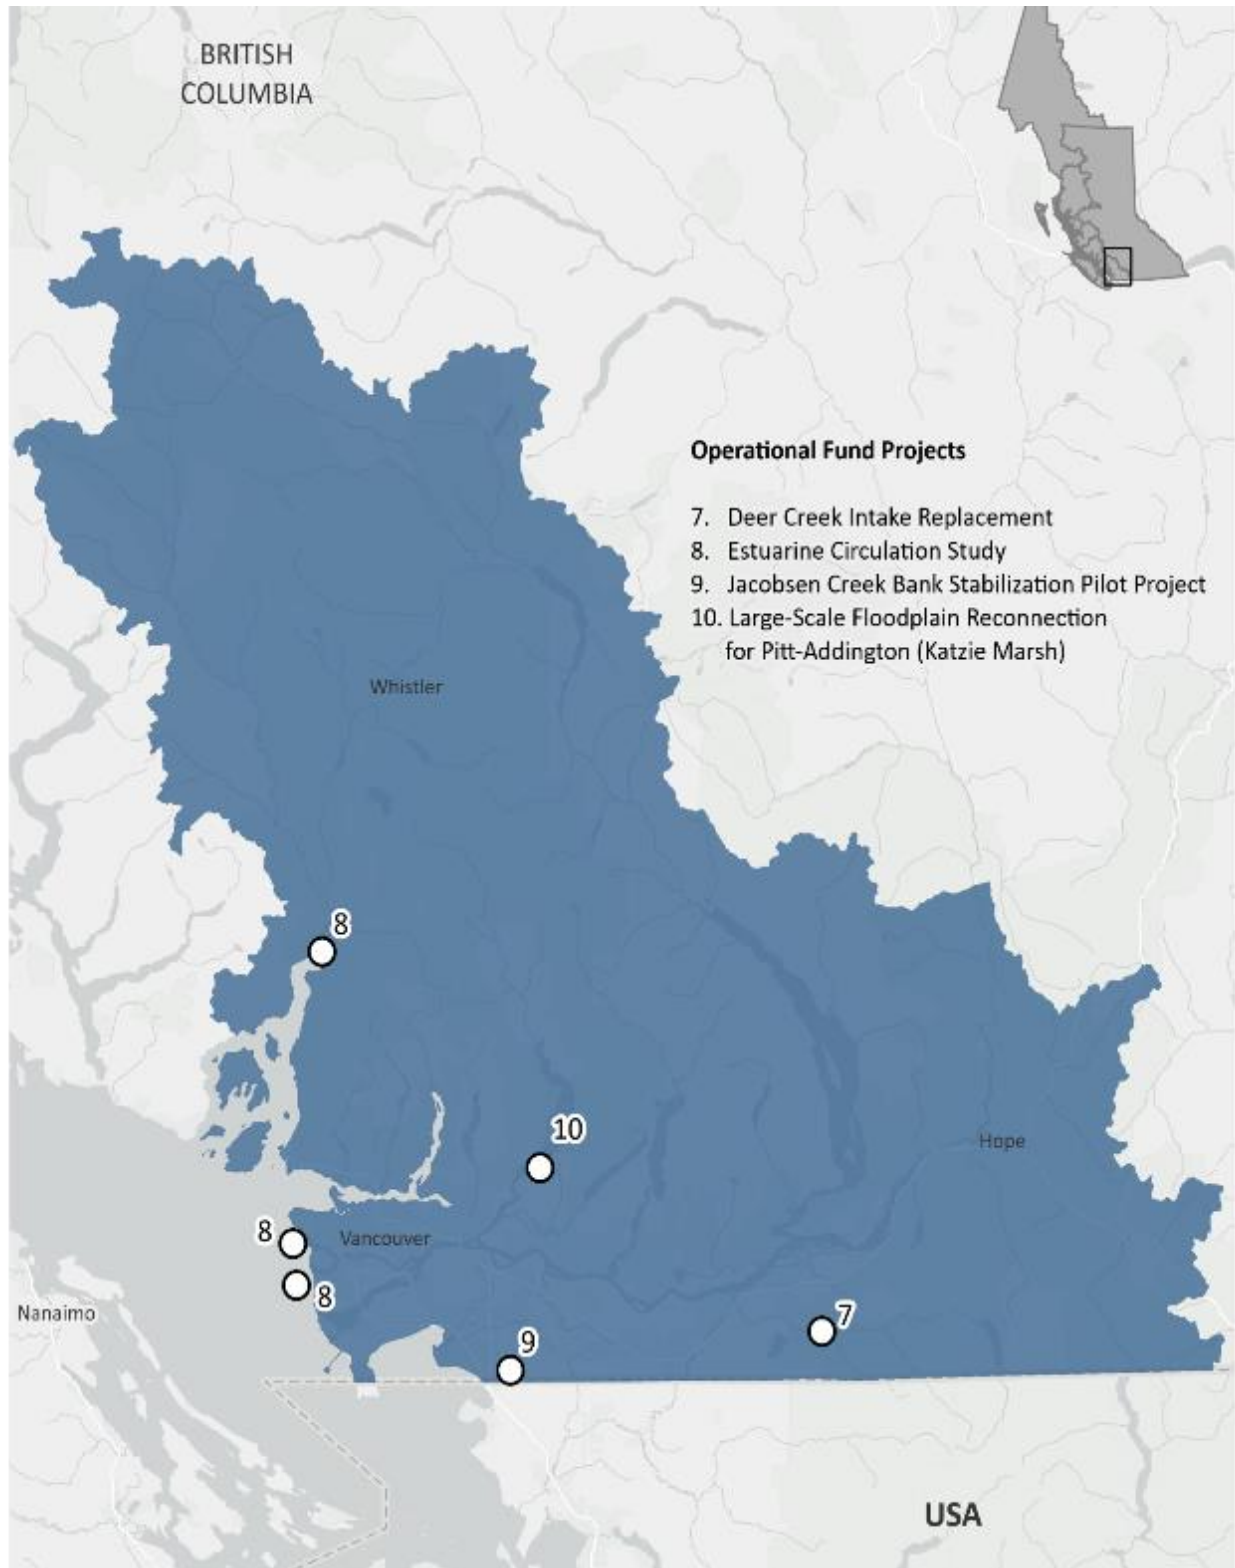 BRITISH
COLUMBIA
Operational Fund Projects
7. Deer Creek Intake Replacement
8. Estuarine Circulation Study
9. Jacobsen Creek Bank Stabilization Pilot Project
10. Large-Scale Floodplain Reconnection
for Pitt-Addington (Katzie Marsh)
Whistler
8
10
Hope
8
Vancouver
8
Nanaimo
7
9
USA